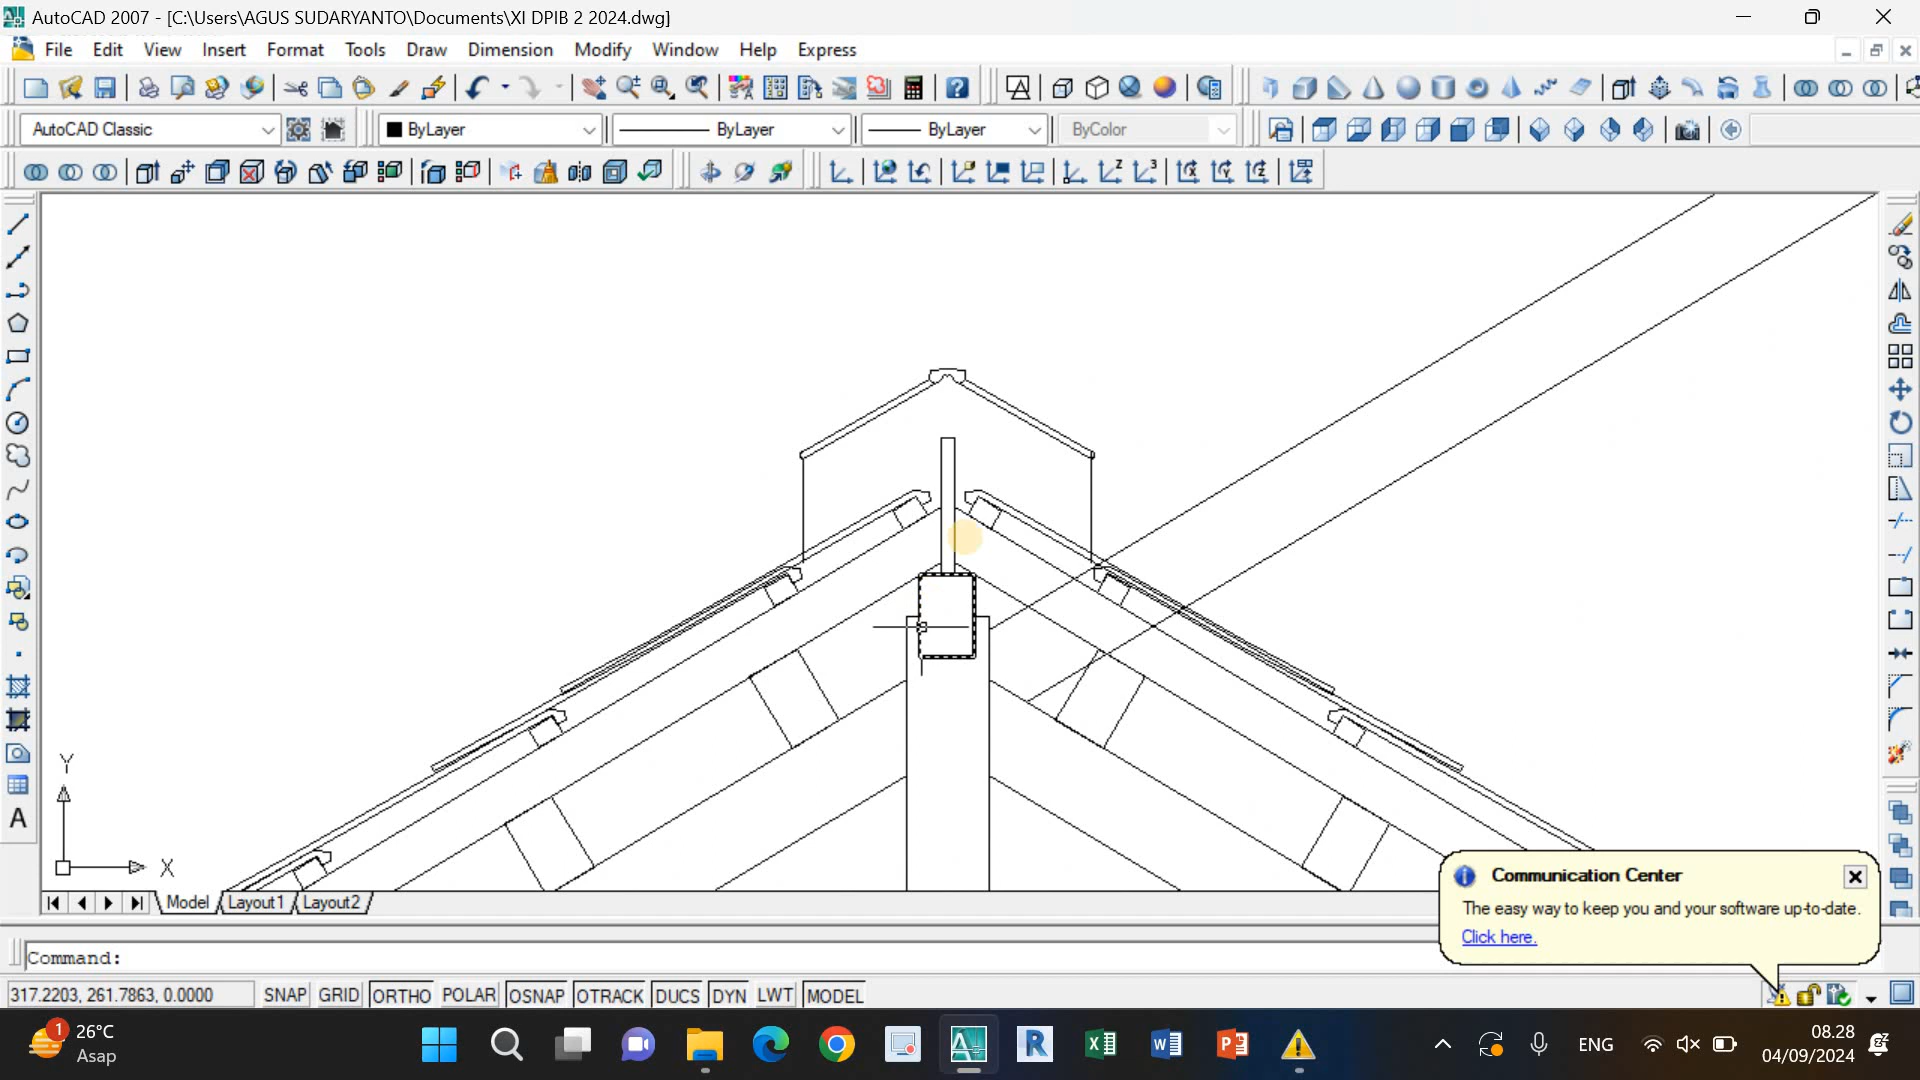 AutoCAD 2007 - [C:\Users\AGUS SUDARYANTO\Documents\XI DPIB 2 2024.dwg]
File Edit View Insert Format Tools Draw Dimension Modify Window Help Express
AutoCAD Classic ByLayer ByLayer ByLayer ByColor
Y
X
Model Layout1 Layout2
Communication Center
The easy way to keep you and your software up-to-date.
Click here.
Command:
317.2203, 261.7863, 0.0000 SNAP GRID ORTHO POLAR OSNAP OTRACK DUCS DYN LWT MODEL
1 26°C
Asap
ENG
08.28
04/09/2024